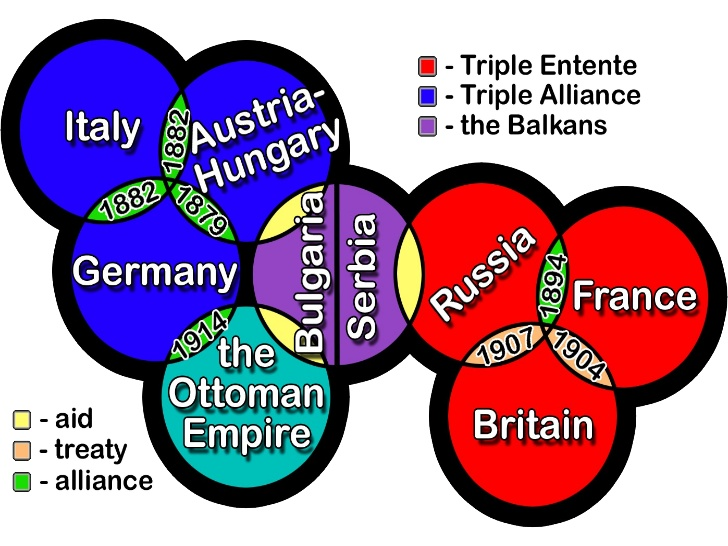 - Triple Entente
- Triple Alliance
- the Balkans
Italy
Austria-
Hungary
1882
1882
1879
Germany
Bulgaria
Serbia
Russia
1894
France
1914
the
Ottoman
Empire
1907
1904
Britain
- aid
- treaty
- alliance